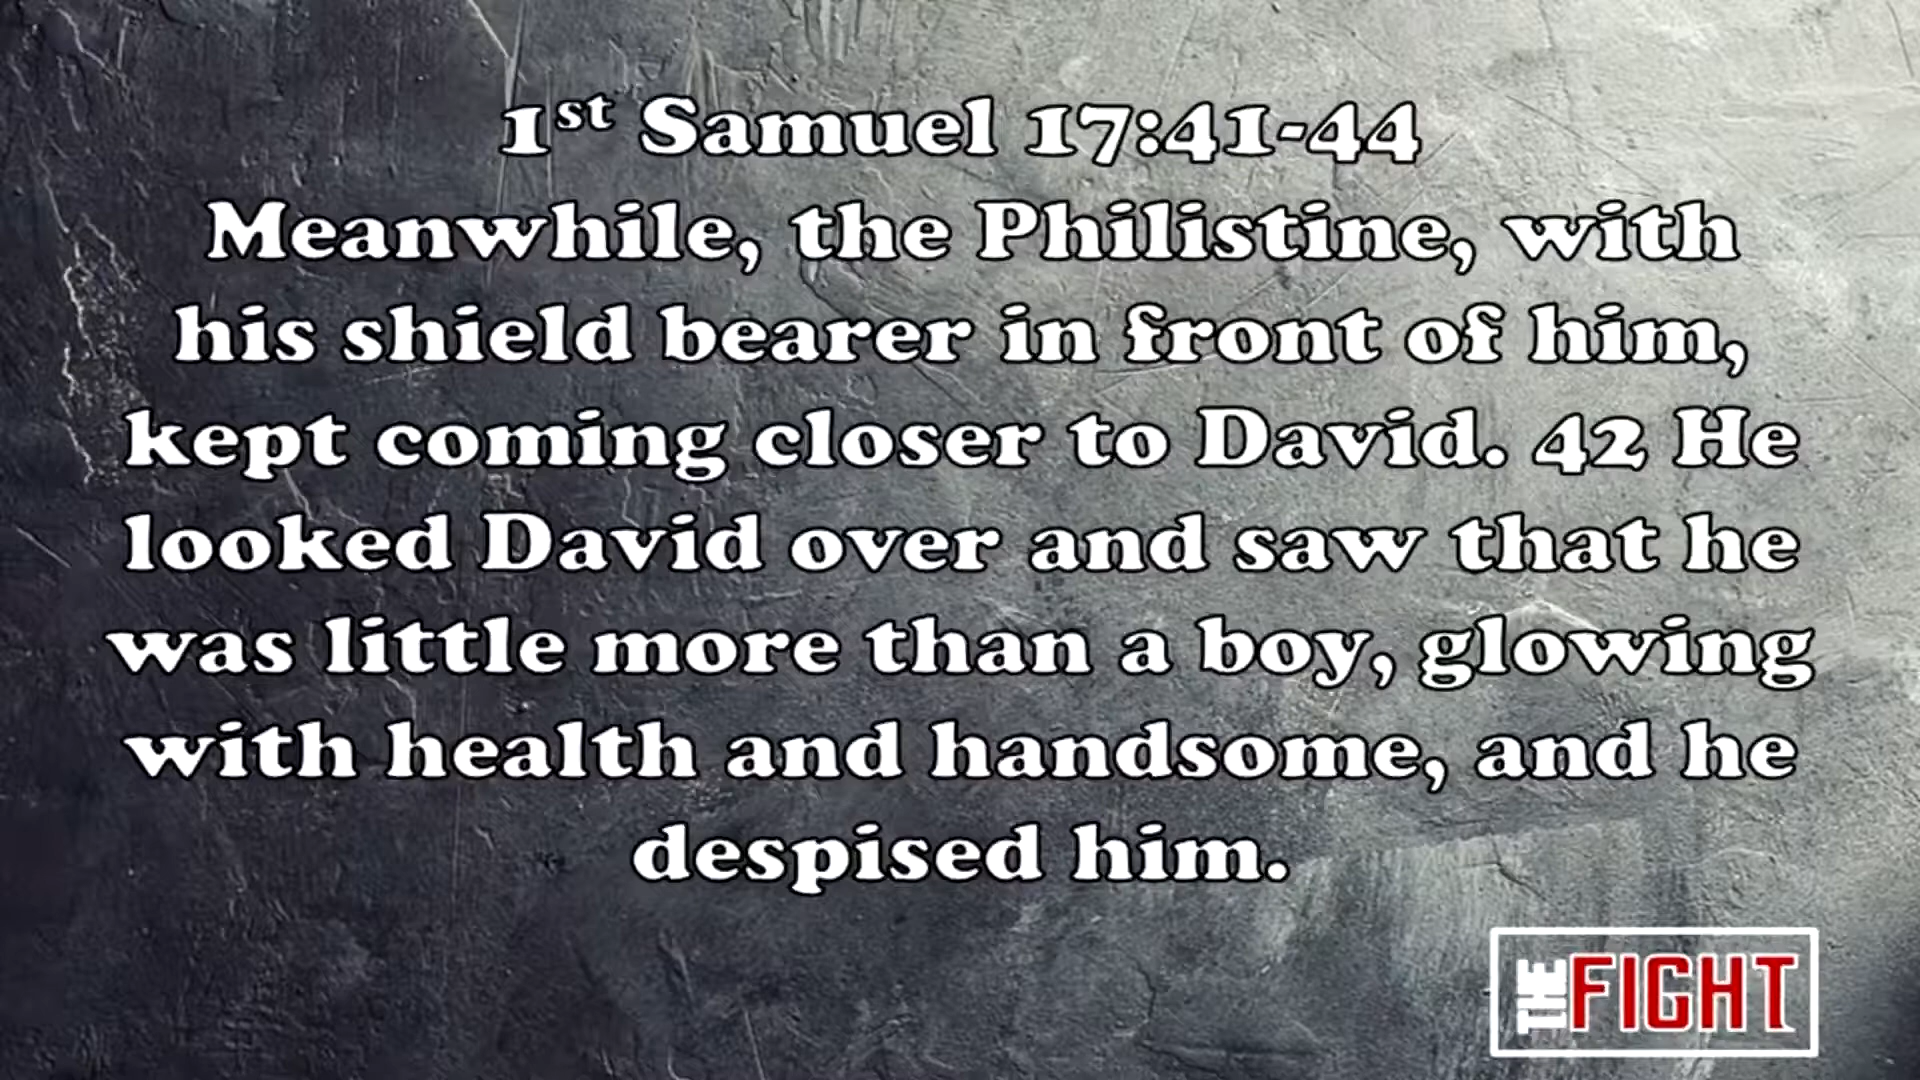 1st Samuel 17:41-44
Meanwhile, the Philistine, with
his shield bearer in front of him,
kept coming closer to David. 42 He
looked David over and saw that he
was little more than a boy, glowing
with health and handsome, and he
despised him.
THE FIGHT